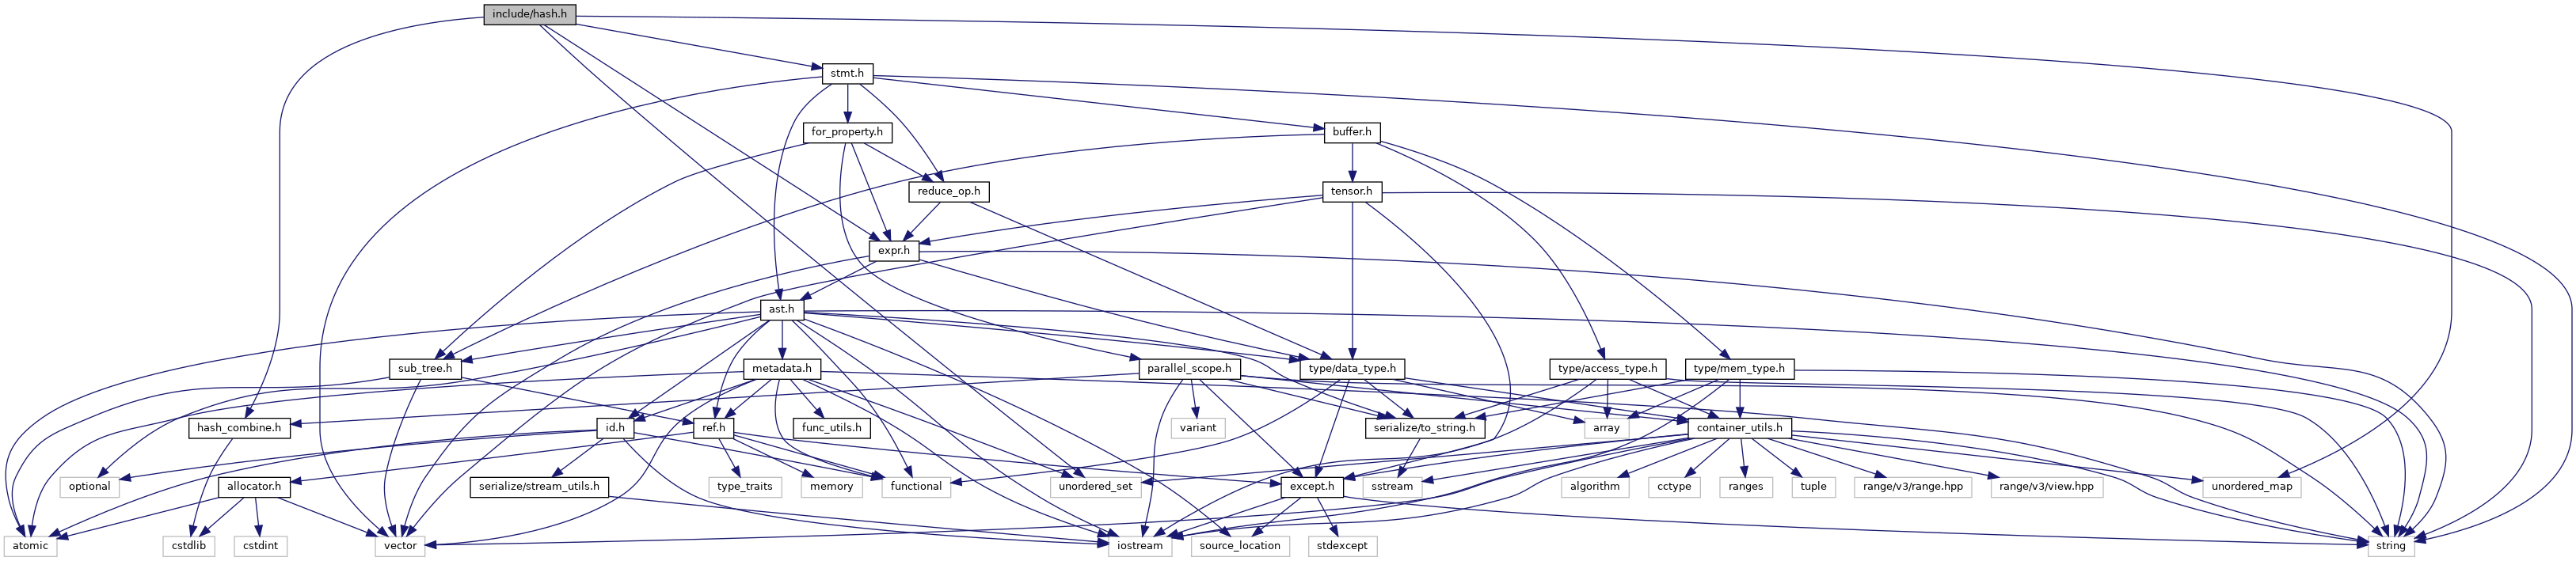 include/hash.h
stmt.h
for_property.h
buffer.h
reduce_op.h
tensor.h
expr.h
ast.h
sub_tree.h
metadata.h
parallel_scope.h
type/data_type.h
type/access_type.h
type/mem_type.h
hash_combine.h
id.h
ref.h
func_utils.h
variant
serialize/to_string.h
array
container_utils.h
optional
allocator.h
serialize/stream_utils.h
type_traits
memory
functional
unordered_set
except.h
sstream
algorithm
cctype
ranges
tuple
range/v3/range.hpp
range/v3/view.hpp
unordered_map
atomic
cstdlib
cstdint
vector
iostream
source_location
stdexcept
string